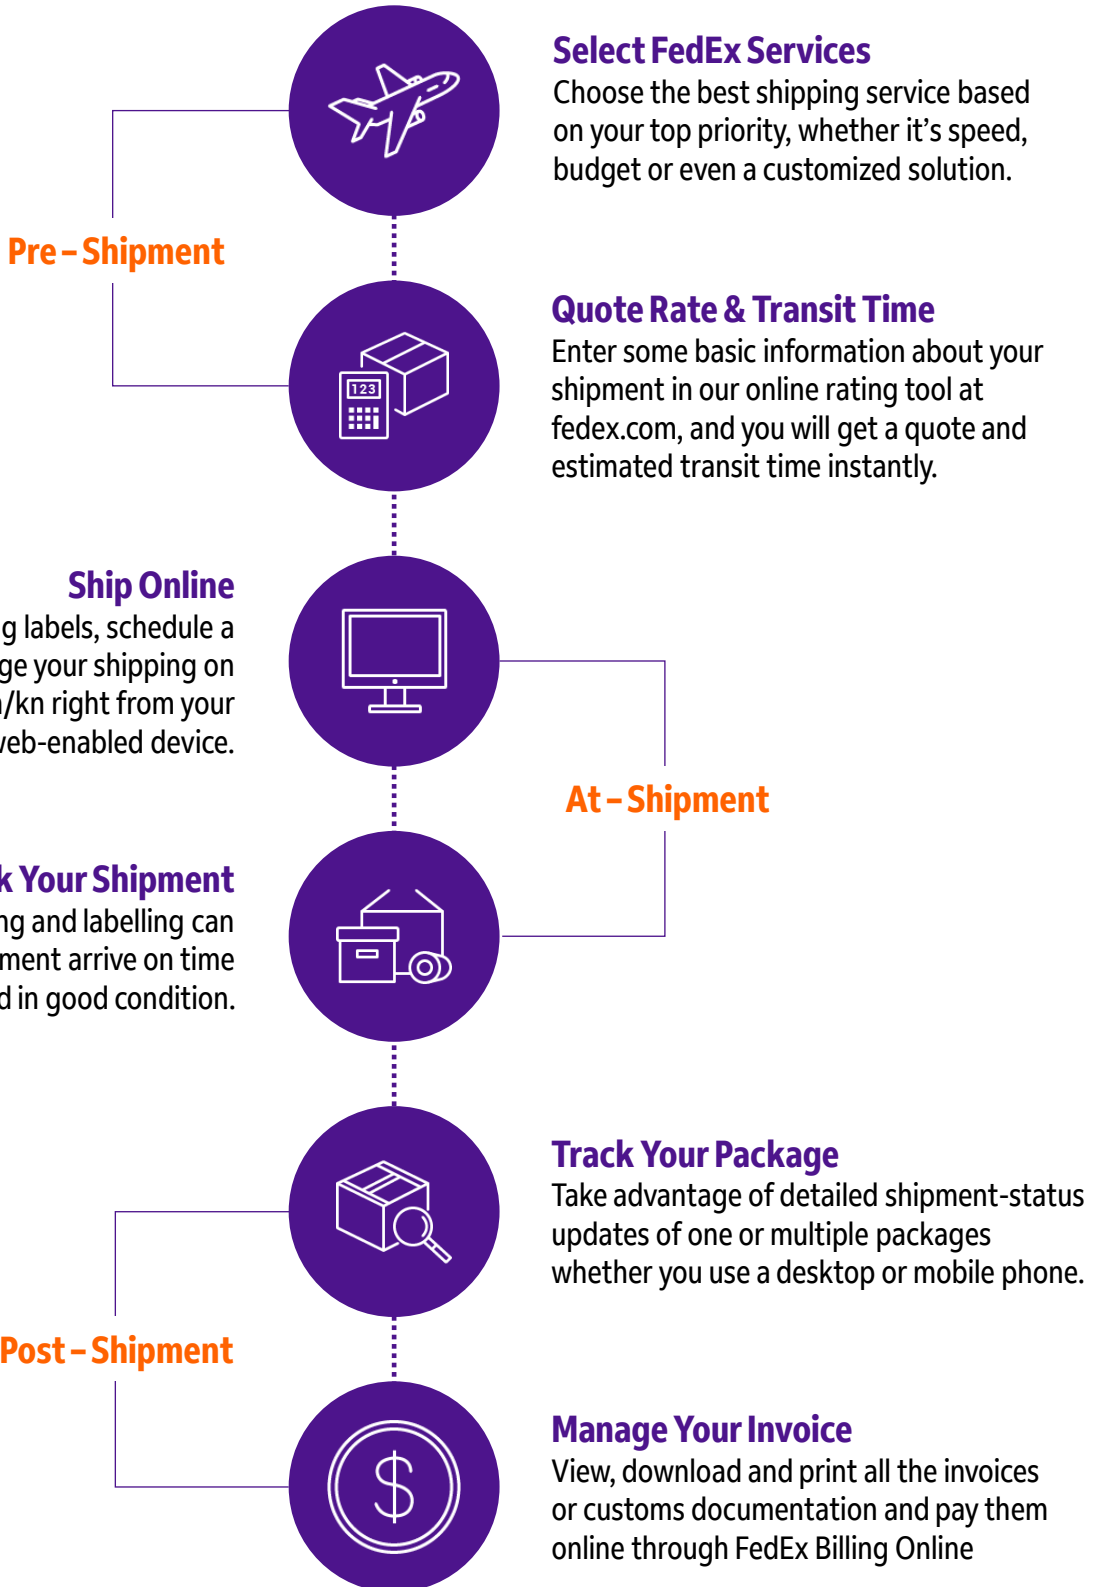 Select FedEx Services
Choose the best shipping service based
on your top priority, whether it's speed,
budget or even a customized solution.
Pre – Shipment
Quote Rate & Transit Time
Enter some basic information about your
shipment in our online rating tool at
fedex.com, and you will get a quote and
estimated transit time instantly.
123
Ship Online
labels, schedule a
your shipping on
/kn right from your
web-enabled device.
At – Shipment
Your Shipment
and labelling can
arrive on time
in good condition.
Track Your Package
Take advantage of detailed shipment-status
updates of one or multiple packages
whether you use a desktop or mobile phone.
Post – Shipment
$
Manage Your Invoice
View, download and print all the invoices
or customs documentation and pay them
online through FedEx Billing Online